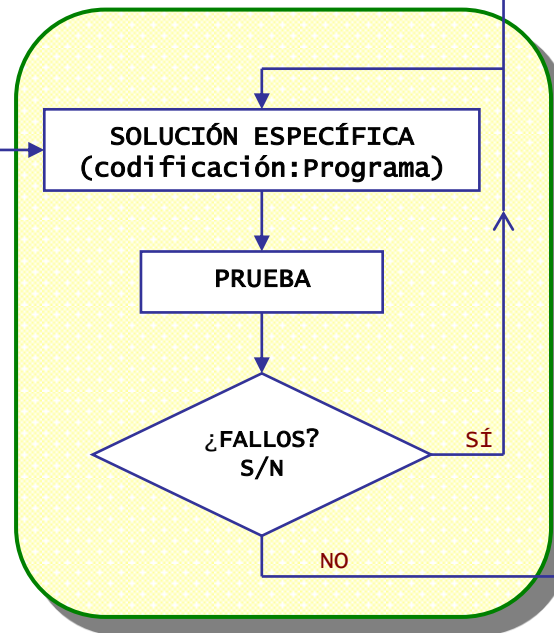 SOLUCIÓN ESPECÍFICA
(codificación:Programa)
PRUEBA
¿FALLOS?
S/N
SÍ
NO